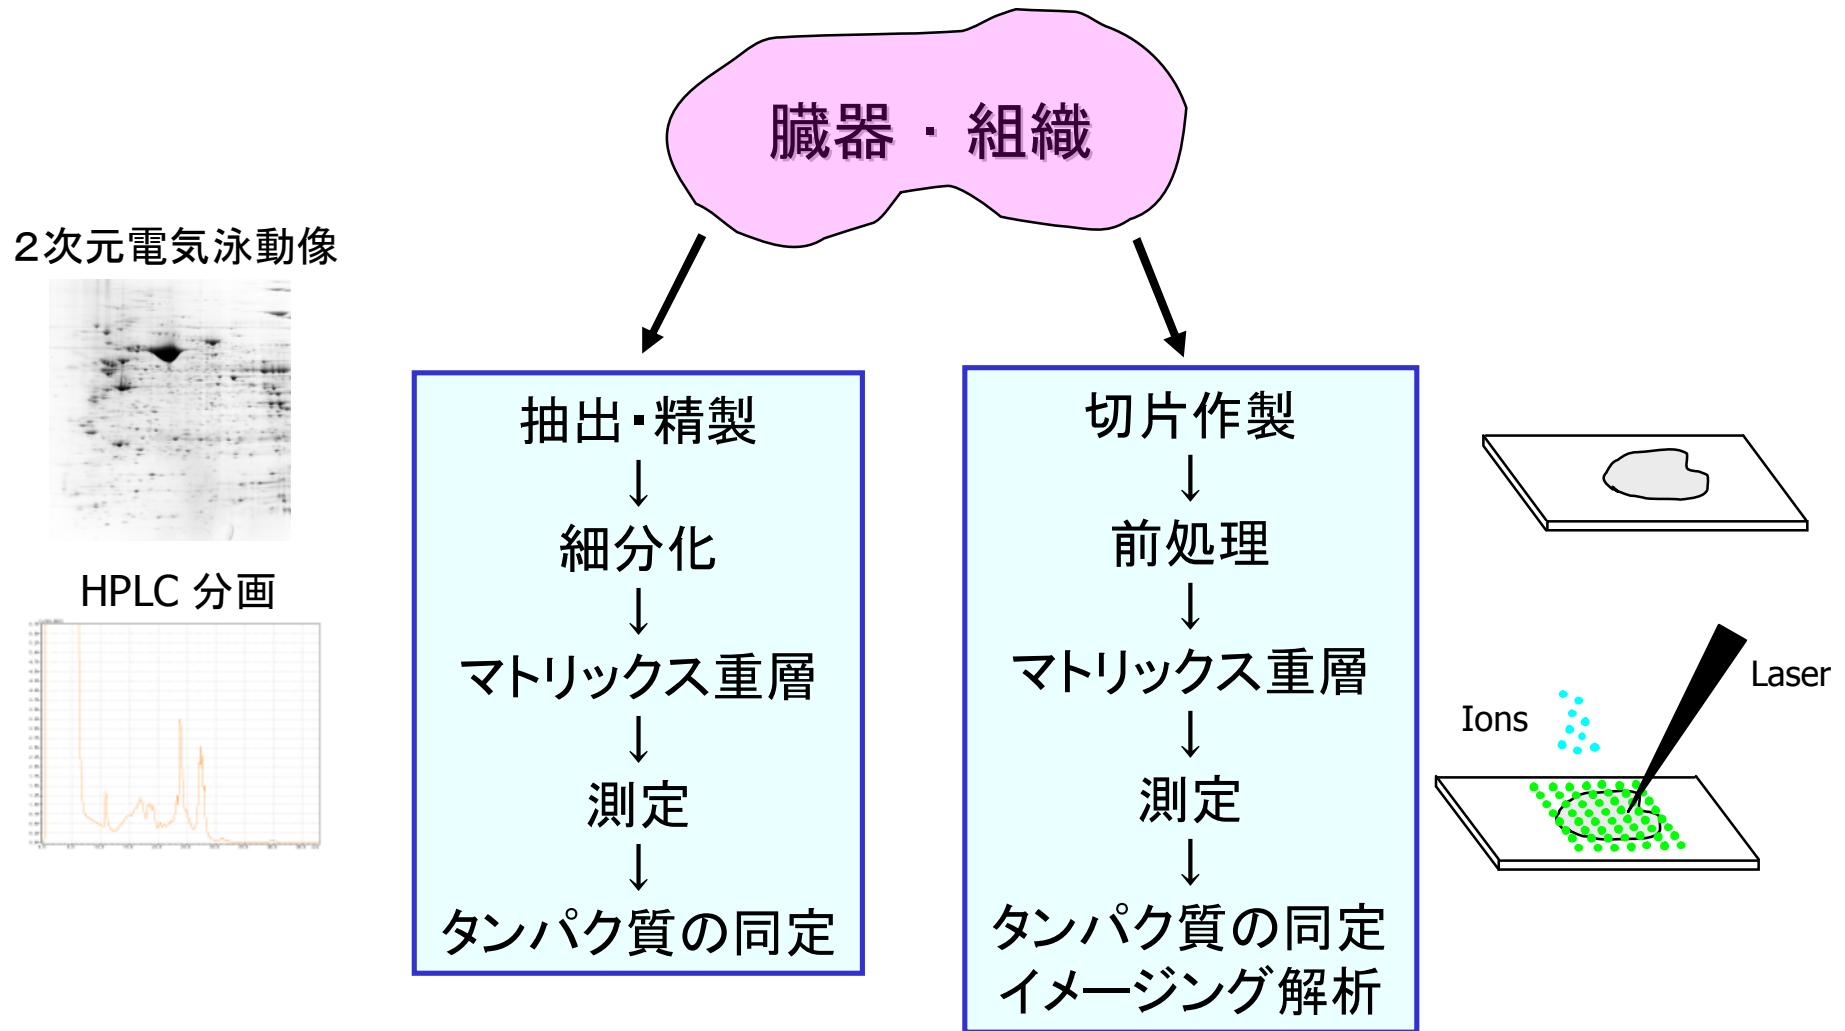 臓器・組織
2次元電気泳動像
HPLC 分画
抽出・精製
↓
細分化
↓
マトリックス重層
↓
測定
↓
タンパク質の同定
切片作製
↓
前処理
↓
マトリックス重層
↓
測定
↓
タンパク質の同定
イメージング解析
Laser
Ions